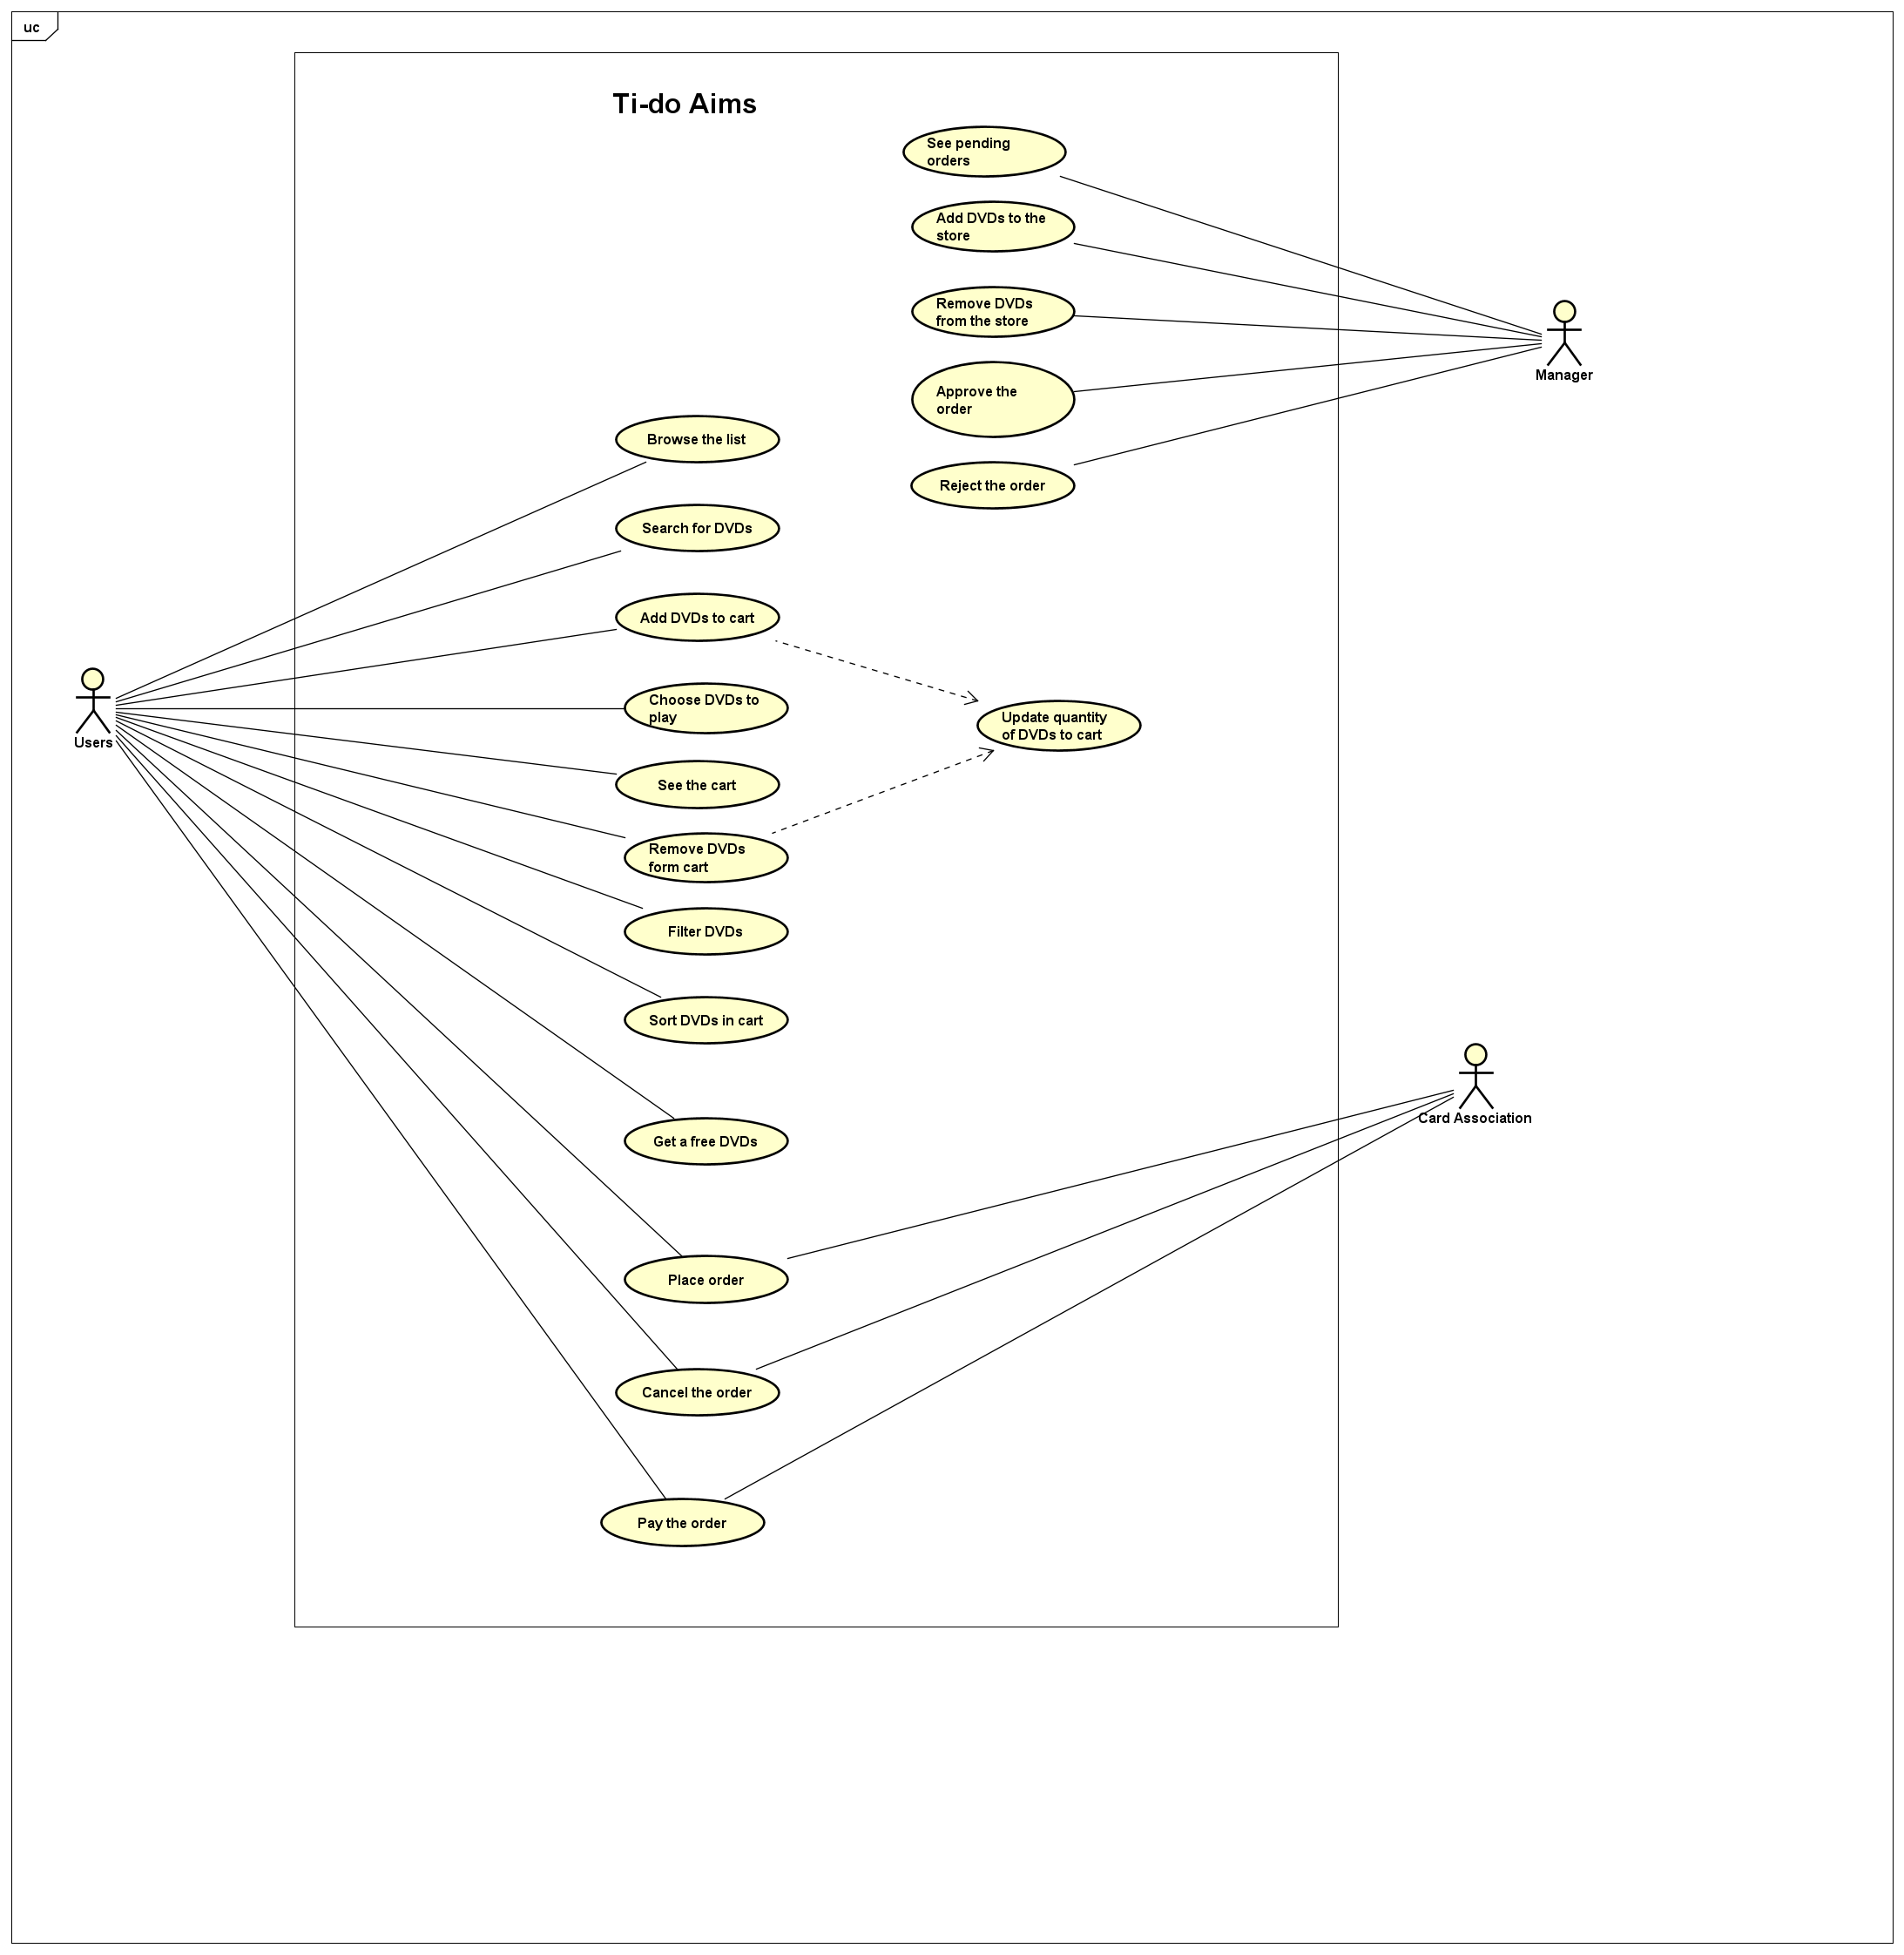 uc
Ti-do Aims
See pending
orders
Add DVDs to the
store
Remove DVDs
from the store
Manager
Approve the
order
Browse the list
Reject the order
Search for DVDs
Add DVDs to cart
Users
Choose DVDs to
play
Update quantity
of DVDs to cart
See the cart
Remove DVDs
form cart
Filter DVDs
Sort DVDs in cart
Card Association
Get a free DVDs
Place order
Cancel the order
Pay the order